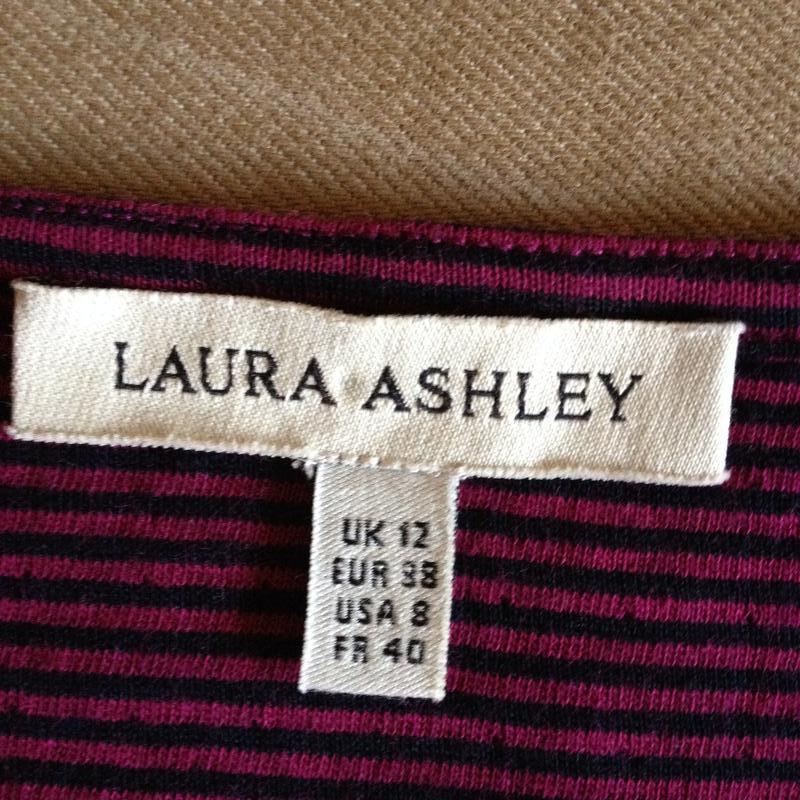 LAURA ASHLEY
UK 12
EUR 38
USA 8
FR 40